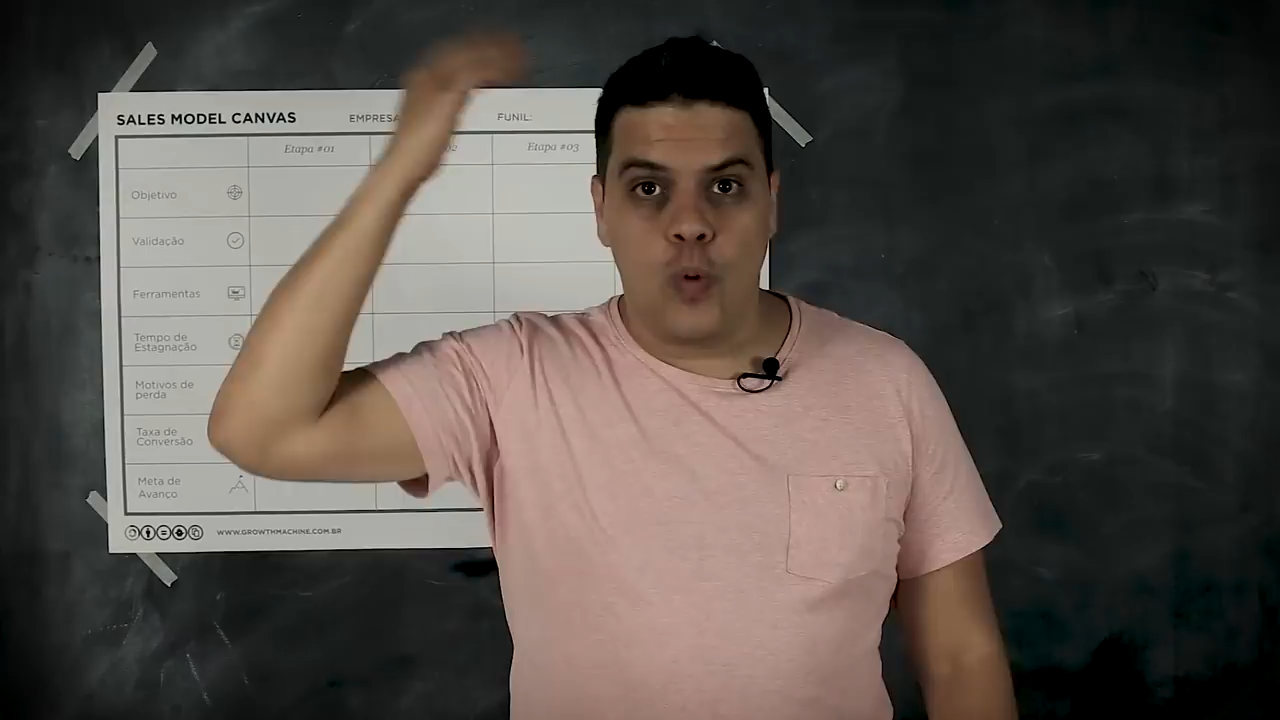 SALES MODEL CANVAS
FUNIL:
Etapa #01
Etapa #03
Objetivo
Validação
Ferramentas
Tempo de
Estagnação
Motivos de
perda
Taxa de
Conversão
Meta de
Avanço
WWW.GROWTHMACHINE.COM.BR